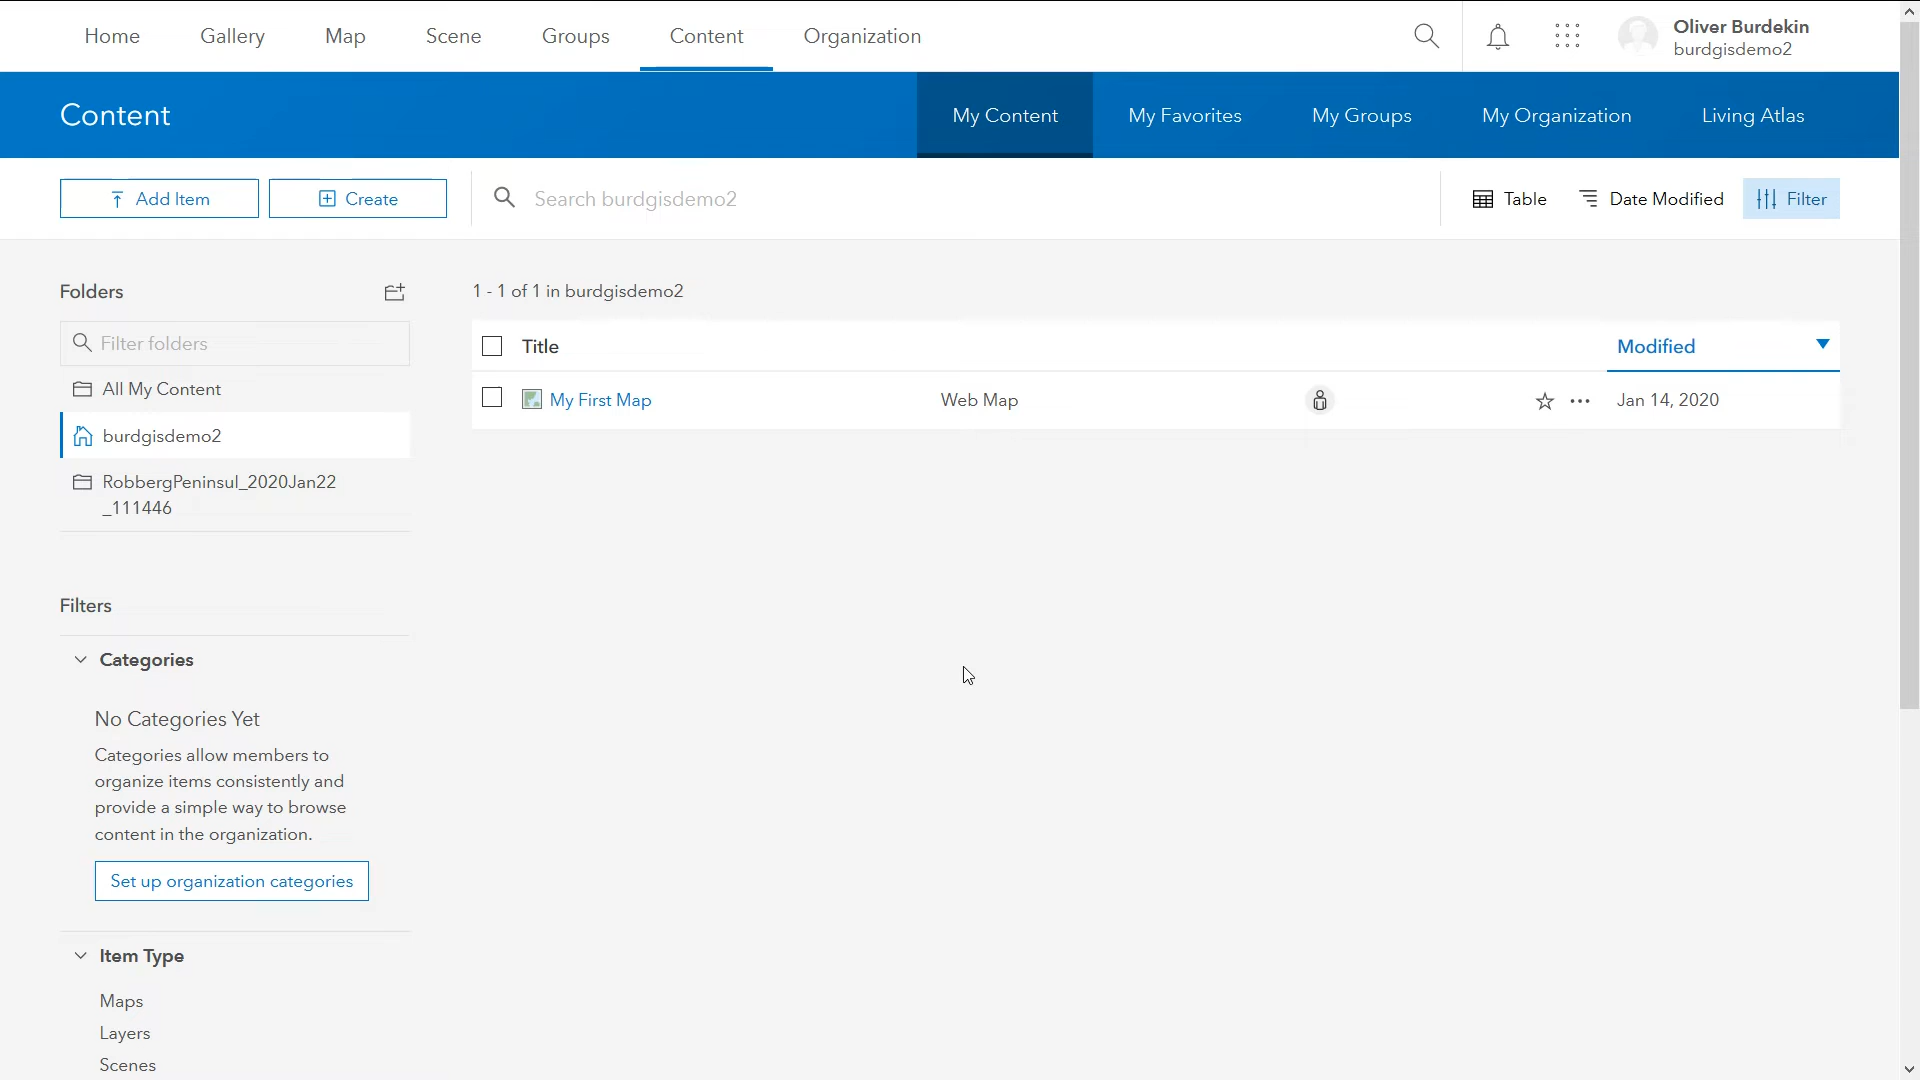 Home Gallery Map Scene Groups Content Organization
Oliver Burdekin
burdgisdemo2
Content My Content My Favorites My Groups My Organization Living Atlas
Add Item Create Search burdgisdemo2 Table Date Modified Filter
Folders
1 - 1 of 1 in burdgisdemo2
Filter folders
Title Modified
All My Content
My First Map Web Map Jan 14, 2020
burdgisdemo2
RobbergPeninsul_2020Jan22
_111446
Filters
Categories
No Categories Yet
Categories allow members to
organize items consistently and
provide a simple way to browse
content in the organization.
Set up organization categories
Item Type
Maps
Layers
Scenes